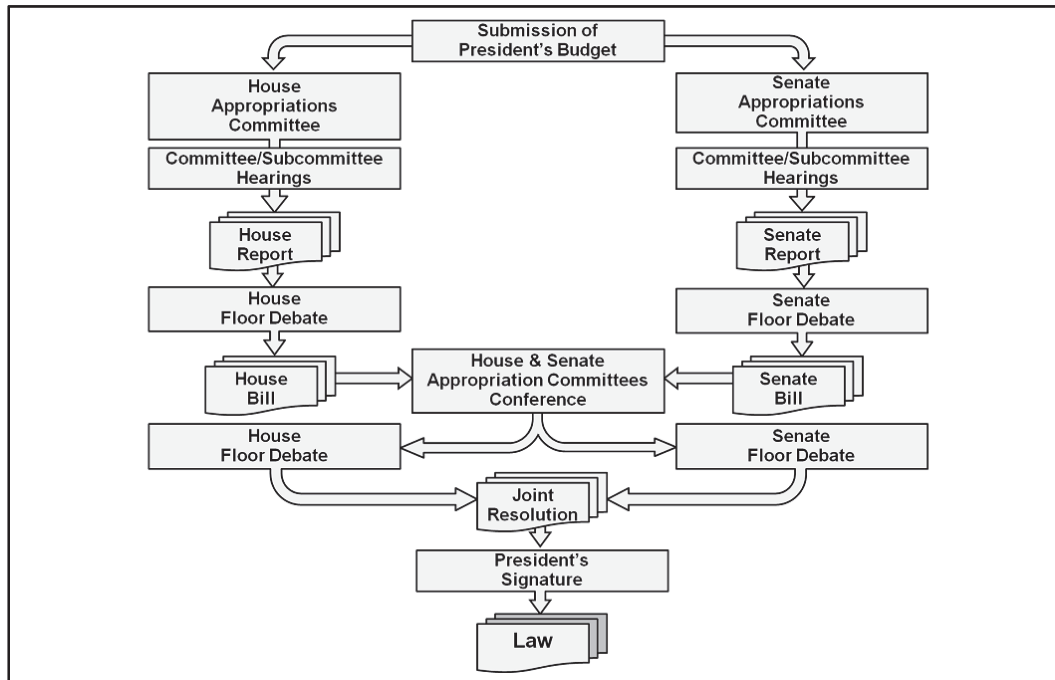 Submission of
President's Budget
House
Appropriations
Committee
Senate
Appropriations
Committee
Committee/Subcommittee
Hearings
Committee/Subcommittee
Hearings
House
Report
Senate
Report
House
Floor Debate
Senate
Floor Debate
House
Bill
House & Senate
Appropriation Committees
Conference
Senate
Bill
House
Floor Debate
Senate
Floor Debate
Joint
Resolution
President's
Signature
Law